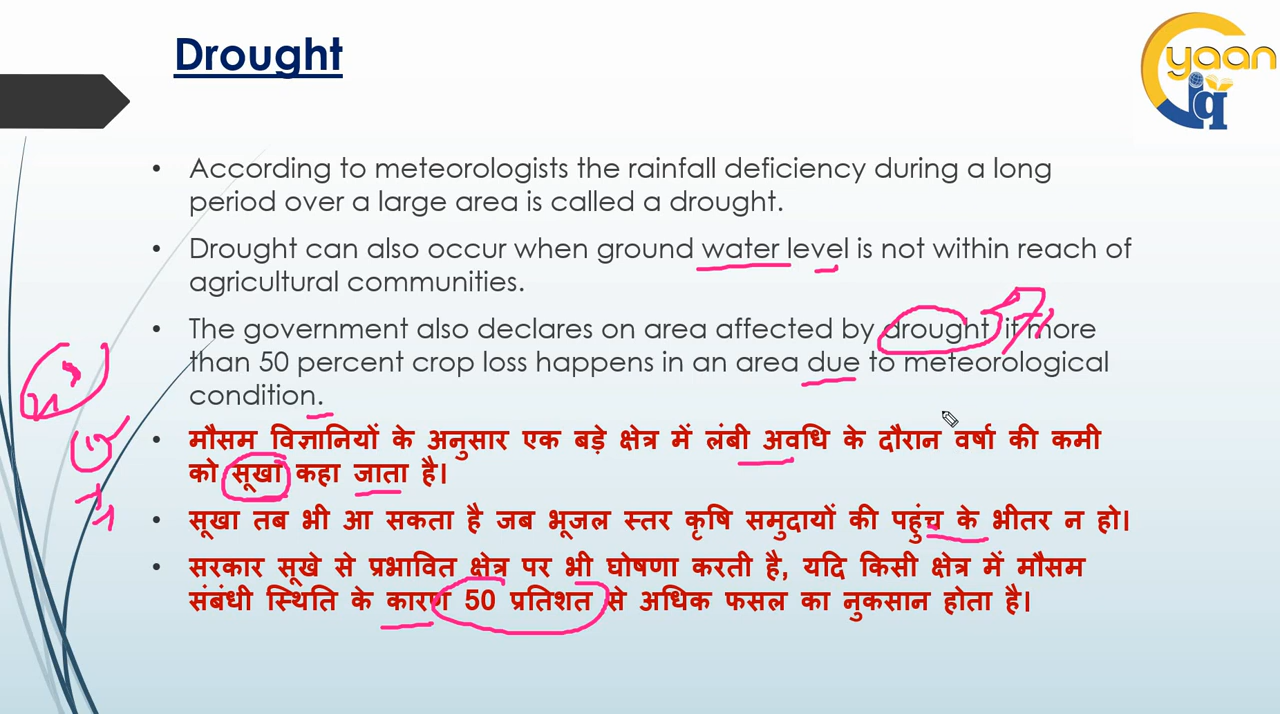 Drought
yaan
iq
• According to meteorologists the rainfall deficiency during a long
period over a large area is called a drought.
• Drought can also occur when ground water level is not within reach of
agricultural communities.
• The government also declares on area affected by drought, if more
than 50 percent crop loss happens in an area due to meteorological
condition.
• मौसम विज्ञानियों के अनुसार एक बड़े क्षेत्र में लंबी अवधि के दौरान वर्षा की कमी
को सूखा कहा जाता है।
• सूखा तब भी आ सकता है जब भूजल स्तर कृषि समुदायों की पहुंच के भीतर न हो।
• सरकार सूखे से प्रभावित क्षेत्र पर भी घोषणा करती है, यदि किसी क्षेत्र में मौसम
संबंधी स्थिति के कारण 50 प्रतिशत से अधिक फसल का नुकसान होता है।